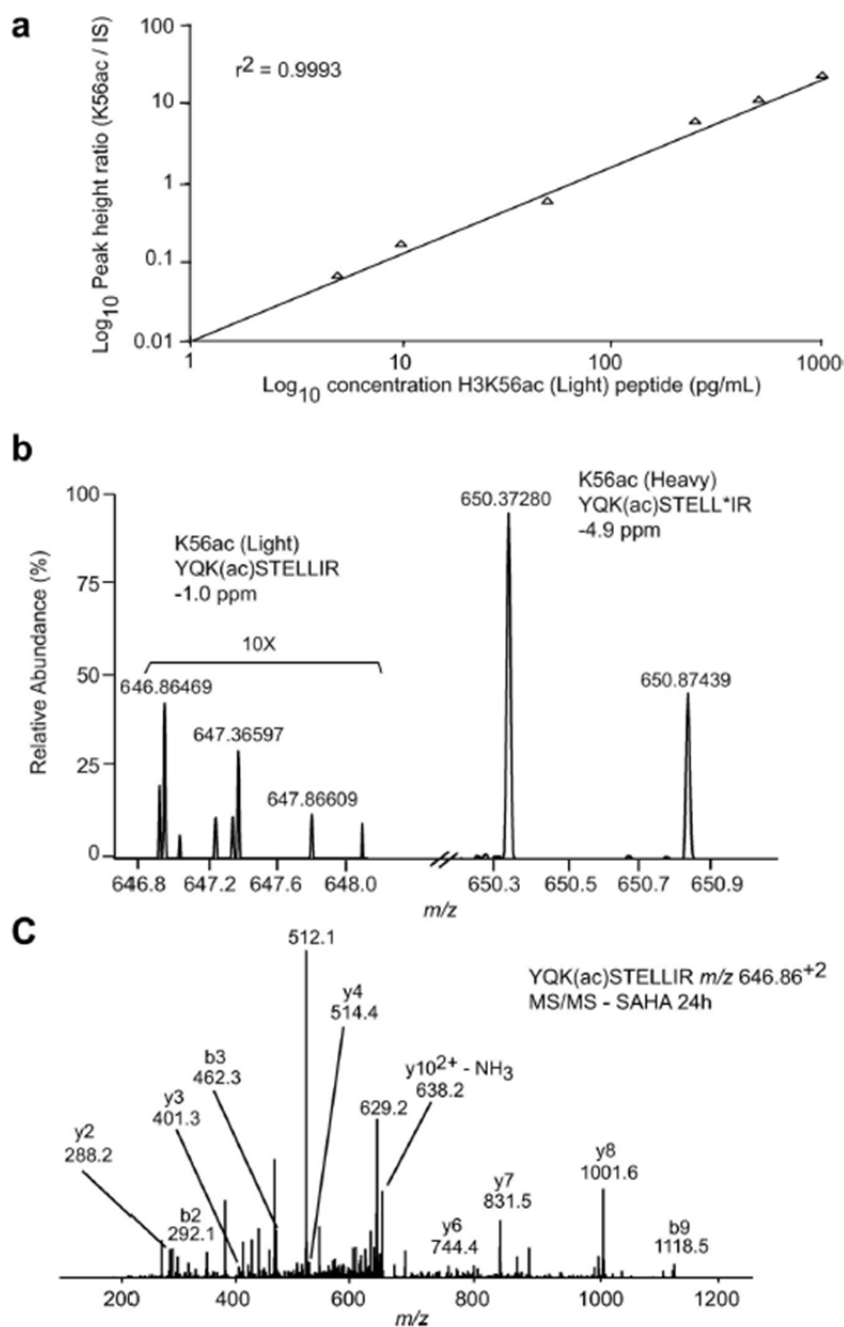 a
r2 = 0.9993
Log10 Peak height ratio (K56ac / IS)
100
10
1
0.1
0.01
1 10 100 1000
Log10 concentration H3K56ac (Light) peptide (pg/mL)
b
Relative Abundance (%)
100
75
50
25
0
K56ac (Light)
YQK(ac)STELLIR
-1.0 ppm
10X
646.86469
647.36597
647.86609
650.37280
K56ac (Heavy)
YQK(ac)STELL*IR
-4.9 ppm
650.87439
646.8 647.2 647.6 648.0 650.3 650.5 650.7 650.9
m/z
C
512.1
YQK(ac)STELLIR m/z 646.86+2
MS/MS - SAHA 24h
y4
514.4
b3
462.3
y102+ - NH3
638.2
y3
401.3
629.2
y2
288.2
b2
292.1
y6
744.4
y7
831.5
y8
1001.6
b9
1118.5
200 400 600 800 1000 1200
m/z